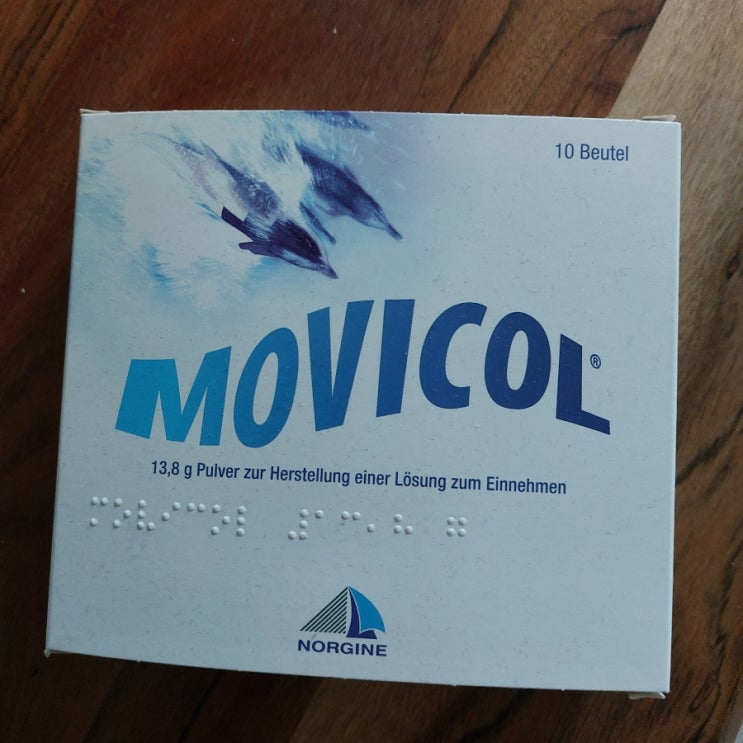 10 Beutel
MOVICOL®
13,8 g Pulver zur Herstellung einer Lösung zum Einnehmen
NORGINE